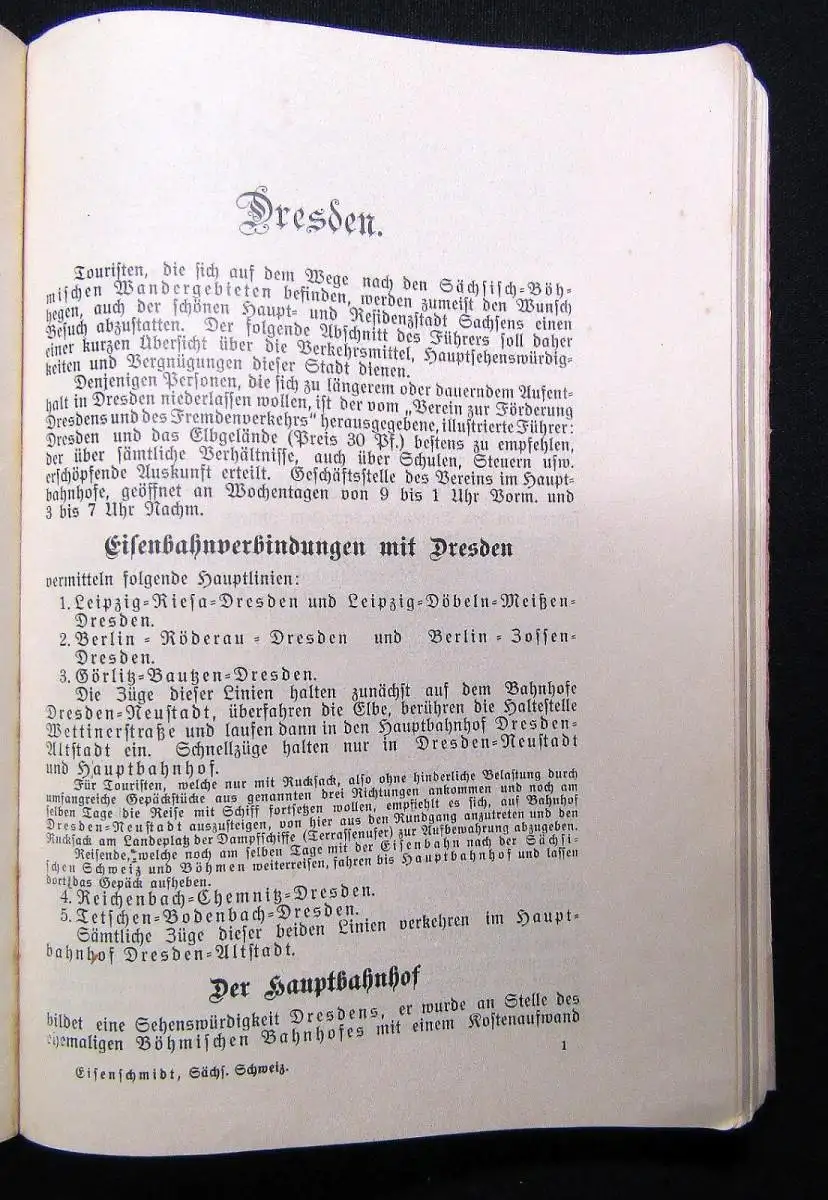 Dresden.
Touristen, die sich auf dem Wege nach den Sächsisch-Böh-
mischen Wandergebieten befinden, werden zumeist den Wunsch
hegen, auch der schönen Haupt- und Residenzstadt Sachsens einen
Besuch abzustatten. Der folgende Abschnitt des Führers soll daher
einer kurzen Übersicht über die Verkehrsmittel, Hauptsehenswürdig-
keiten und Vergnügungen dieser Stadt dienen.
Denjenigen Personen, die sich zu längerem oder dauerndem Aufent-
halt in Dresden niederlassen wollen, ist der vom „Verein zur Förderung
Dresdens und des Fremdenverkehrs“ herausgegebene, illustrierte Führer:
Dresden und das Elbgelände (Preis 30 Pf.) bestens zu empfehlen,
der über sämtliche Verhältnisse, auch über Schulen, Steuern usw.
erschöpfende Auskunft erteilt. Geschäftsstelle des Vereins im Haupt-
bahnhofe, geöffnet an Wochentagen von 9 bis 1 Uhr Vorm. und
3 bis 7 Uhr Nachm.
Eisenbahnverbindungen mit Dresden
vermitteln folgende Hauptlinien:
1. Leipzig-Riesa-Dresden und Leipzig-Döbeln-Meißen-
Dresden.
2. Berlin-Röderau-Dresden und Berlin-Zossen-
Dresden.
3. Görlitz-Bautzen-Dresden.
Die Züge dieser Linien halten zunächst auf dem Bahnhofe
Dresden-Neustadt, überfahren die Elbe, berühren die Haltestelle
Wettinerstraße und laufen dann in den Hauptbahnhof Dresden-
Altstadt ein. Schnellzüge halten nur in Dresden-Neustadt
und Hauptbahnhof.
Für Touristen, welche nur mit Rucksack, also ohne hinderliche Belastung durch
umfangreiche Gepäckstücke aus genannten drei Richtungen ankommen und noch am
selben Tage die Reise mit Schiff fortsetzen wollen, empfiehlt es sich, auf Bahnhof
Dresden-Neustadt auszusteigen, von hier aus den Rundgang anzutreten und den
Rucksack am Landeplatz der Dampfschiffe (Terrassenufer) zur Aufbewahrung abzugeben.
Reisende, welche noch am selben Tage mit der Eisenbahn nach der Sächsi-
schen Schweiz und Böhmen weiterreisen, fahren bis Hauptbahnhof und lassen
dort das Gepäck aufheben.
4. Reichenbach-Chemnitz-Dresden.
5. Tetschen-Bodenbach-Dresden.
Sämtliche Züge dieser beiden Linien verkehren im Haupt-
bahnhof Dresden-Altstadt.
Der Hauptbahnhof
bildet eine Sehenswürdigkeit Dresdens, er wurde an Stelle des
ehemaligen Böhmischen Bahnhofes mit einem Kostenaufwand
Eisenschmidt, Sächs. Schweiz.
1